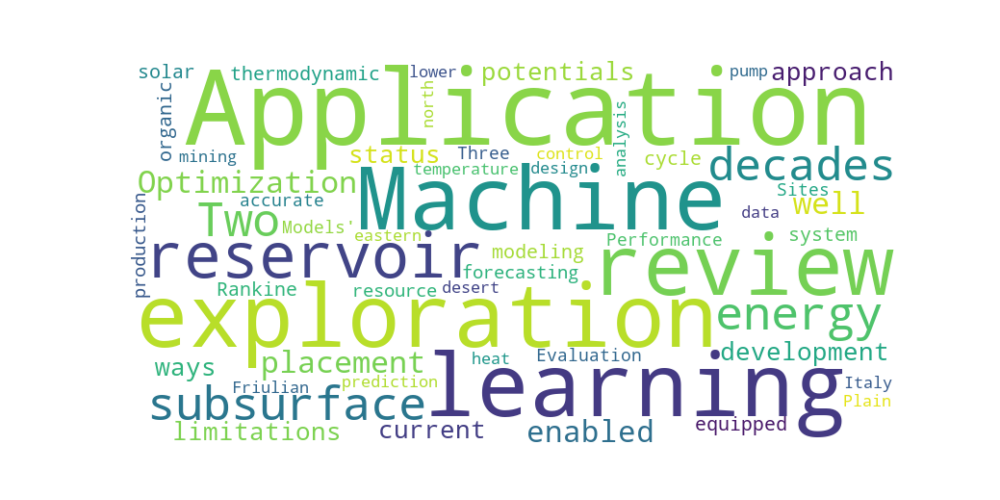 solar
thermodynamic
lower
potentials
pump
approach
Application
organic
north
analysis
mining
status
Three
control
cycle
decades
temperature
design
Optimization
Machine
Sites
accurate
well
production
Two
Models'
data
eastern
reservoir
modeling
Performance
system
review
forecasting
Rankine
resource
desert
exploration
energy
placement
heat
Evaluation
development
ways
learning
Friulian
prediction
Italy
subsurface
Plain
limitations
current
enabled
equipped